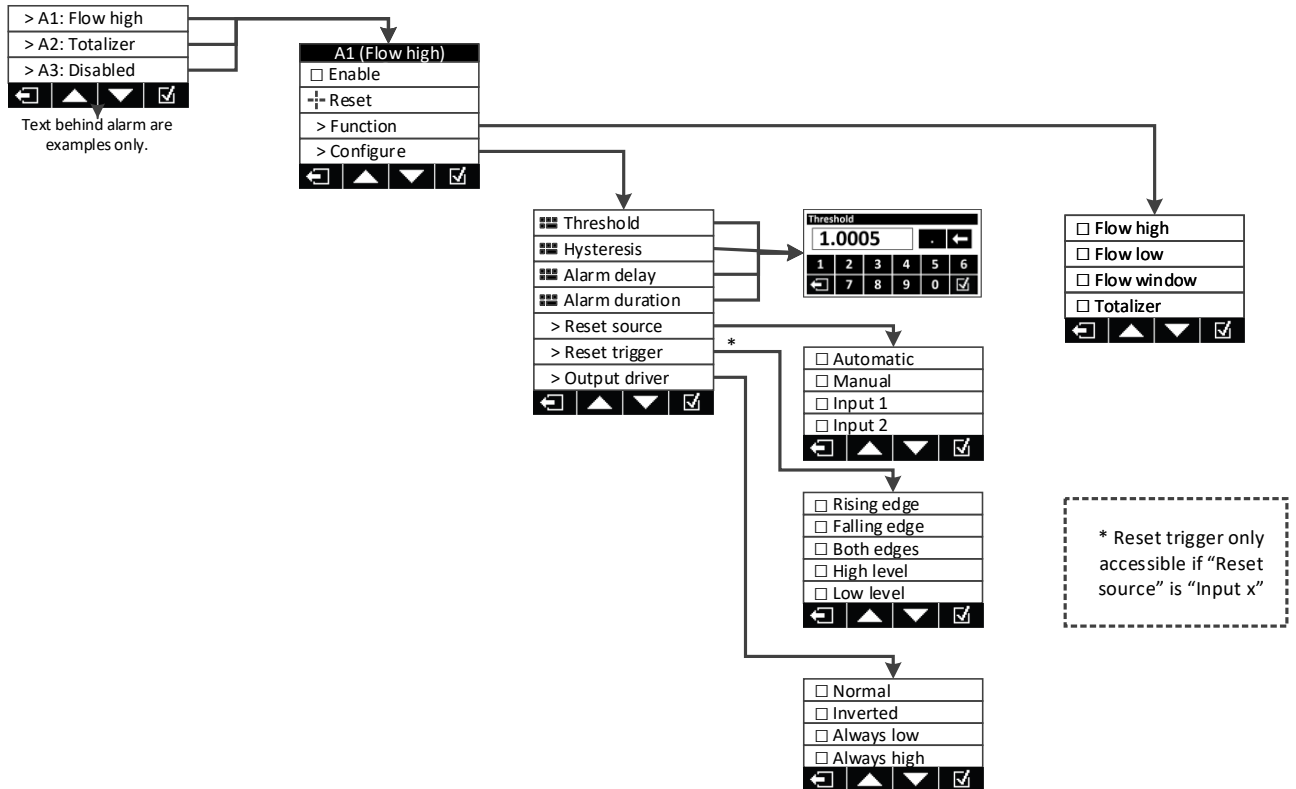 > A1: Flow high
> A2: Totalizer
> A3: Disabled
Text behind alarm are
examples only.
A1 (Flow high)
Enable
Reset
> Function
> Configure
Threshold
Hysteresis
Alarm delay
Alarm duration
> Reset source
> Reset trigger
> Output driver
*
Threshold
1.0005 .
1 2 3 4 5 6
7 8 9 0
Flow high
Flow low
Flow window
Totalizer
Automatic
Manual
Input 1
Input 2
Rising edge
Falling edge
Both edges
High level
Low level
* Reset trigger only
accessible if “Reset
source” is “Input x”
Normal
Inverted
Always low
Always high